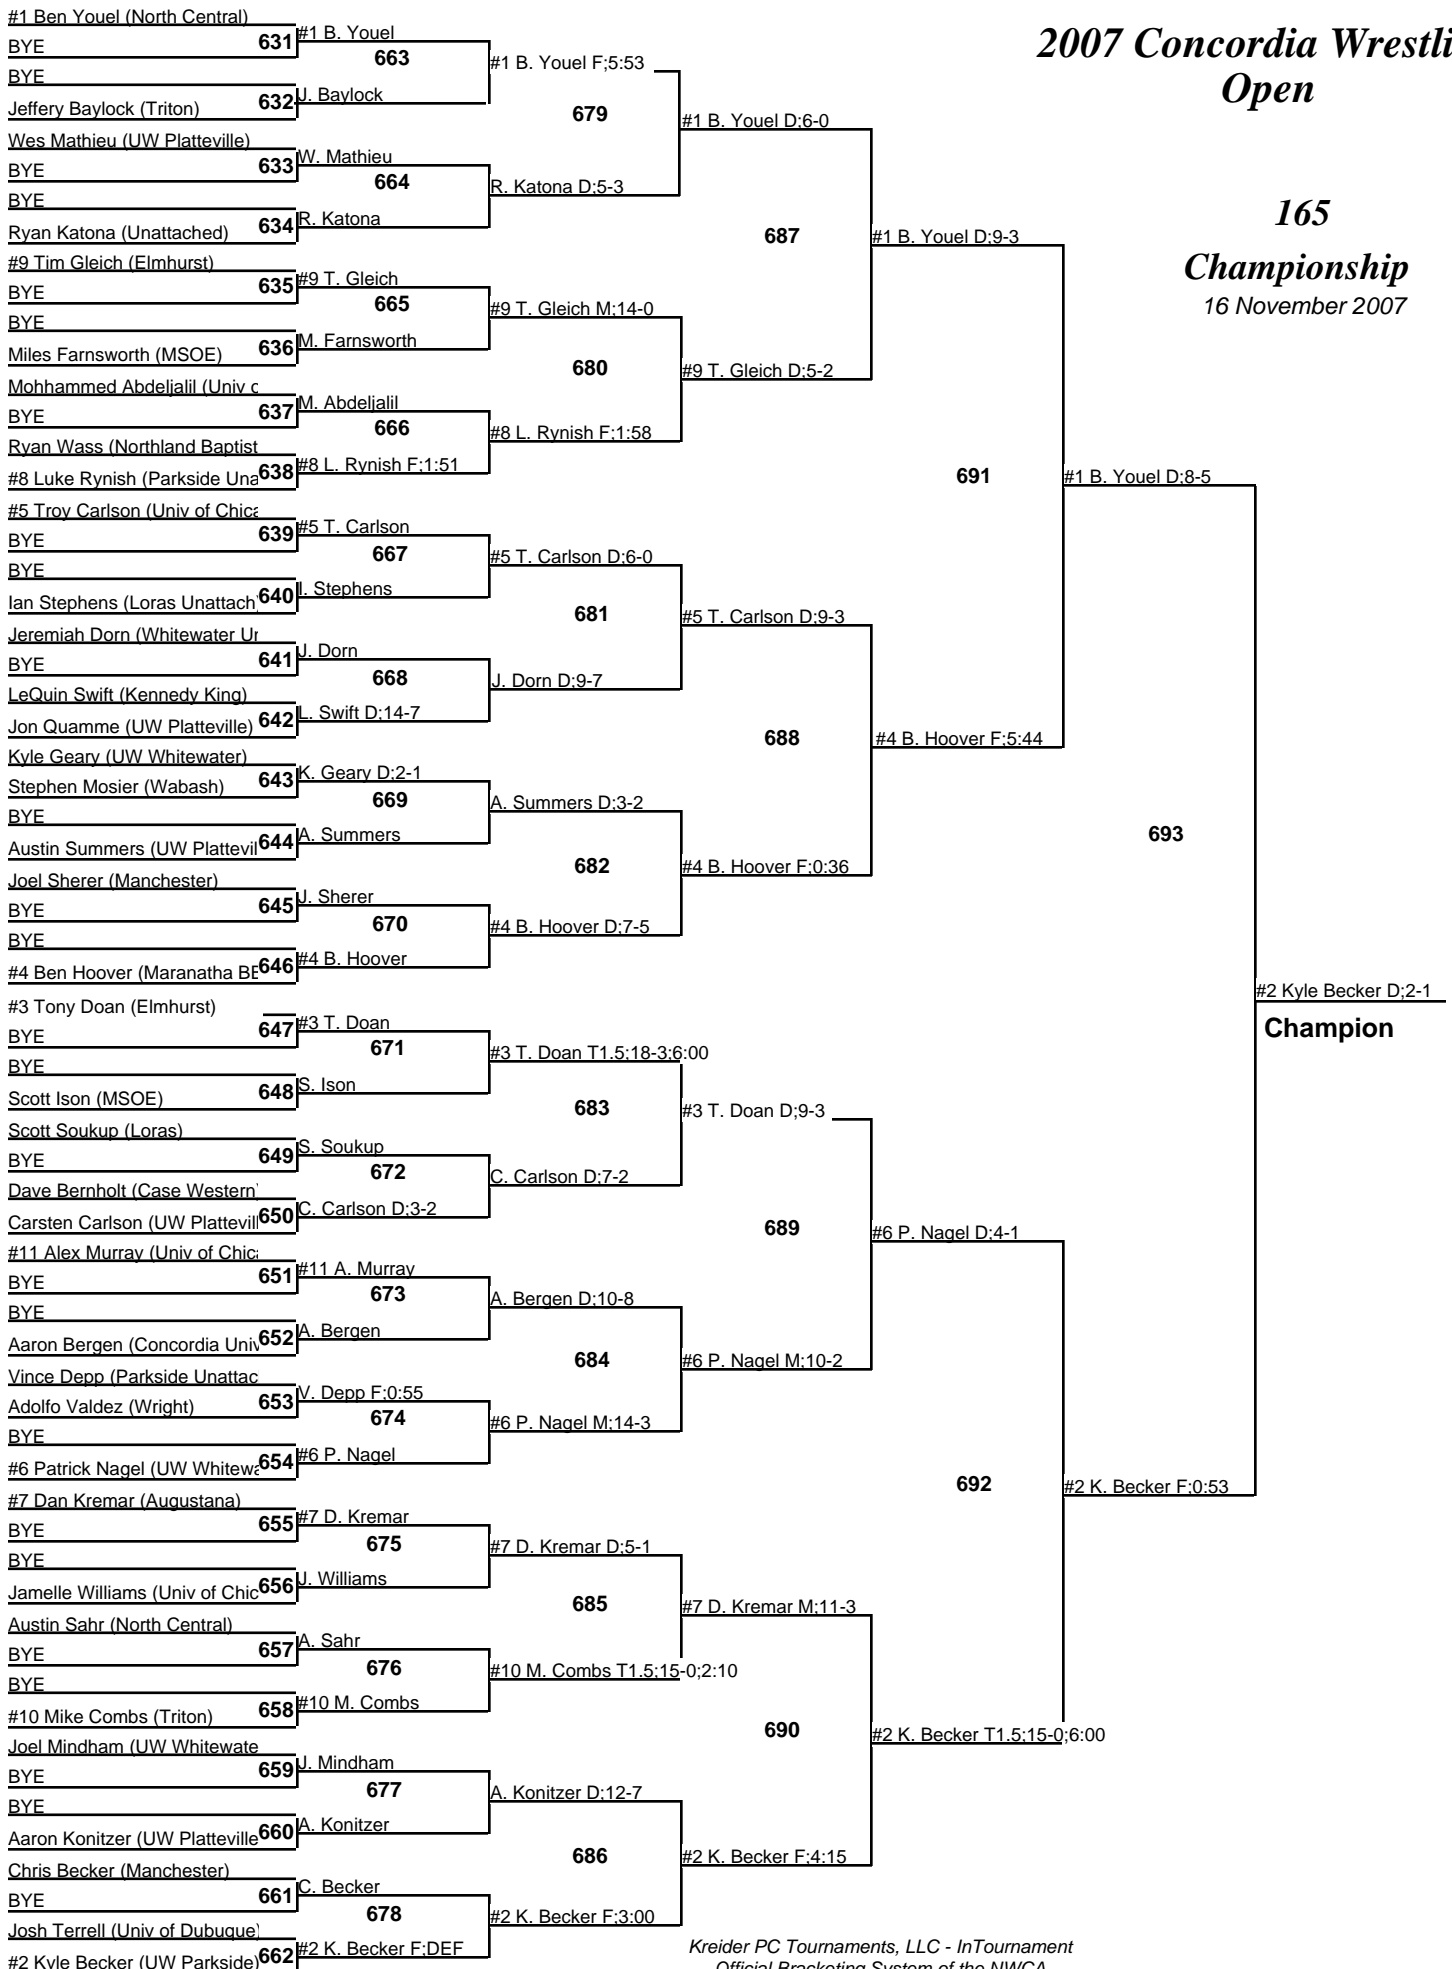 2007 Concordia Wrestli
Open
165
Championship
16 November 2007
#1 Ben Youel (North Central)
BYE
631
BYE
Jeffery Baylock (Triton)
632
Wes Mathieu (UW Platteville)
BYE
633
BYE
Ryan Katona (Unattached)
634
#9 Tim Gleich (Elmhurst)
BYE
635
BYE
Miles Farnsworth (MSOE)
636
Mohhammed Abdeljalil (Univ c
BYE
637
Ryan Wass (Northland Baptist
#8 Luke Rynish (Parkside Una
638
#5 Troy Carlson (Univ of Chica
BYE
639
BYE
Ian Stephens (Loras Unattach
640
Jeremiah Dorn (Whitewater Ur
BYE
641
LeQuin Swift (Kennedy King)
Jon Quamme (UW Platteville)
642
Kyle Geary (UW Whitewater)
Stephen Mosier (Wabash)
643
BYE
Austin Summers (UW Plattevil
644
Joel Sherer (Manchester)
BYE
645
BYE
#4 Ben Hoover (Maranatha BE
646
#3 Tony Doan (Elmhurst)
BYE
647
BYE
Scott Ison (MSOE)
648
Scott Soukup (Loras)
BYE
649
Dave Bernholt (Case Western)
Carsten Carlson (UW Plattevill
650
#11 Alex Murray (Univ of Chica
BYE
651
BYE
Aaron Bergen (Concordia Univ
652
Vince Depp (Parkside Unattac
Adolfo Valdez (Wright)
653
BYE
#6 Patrick Nagel (UW Whitewa
654
#7 Dan Kremar (Augustana)
BYE
655
BYE
Jamelle Williams (Univ of Chic
656
Austin Sahr (North Central)
BYE
657
BYE
#10 Mike Combs (Triton)
658
Joel Mindham (UW Whitewate
BYE
659
BYE
Aaron Konitzer (UW Platteville
660
Chris Becker (Manchester)
BYE
661
Josh Terrell (Univ of Dubuque)
#2 Kyle Becker (UW Parkside)
662
#1 B. Youel
663
J. Baylock
W. Mathieu
664
R. Katona
#9 T. Gleich
665
M. Farnsworth
M. Abdeljalil
666
#8 L. Rynish F;1:51
#5 T. Carlson
667
I. Stephens
J. Dorn
668
L. Swift D;14-7
K. Geary D;2-1
669
A. Summers
J. Sherer
670
#4 B. Hoover
#3 T. Doan
671
S. Ison
S. Soukup
672
C. Carlson D;3-2
#11 A. Murray
673
A. Bergen
V. Depp F;0:55
674
#6 P. Nagel
#7 D. Kremar
675
J. Williams
A. Sahr
676
#10 M. Combs
J. Mindham
677
A. Konitzer
C. Becker
678
#2 K. Becker F;DEF
#1 B. Youel F;5:53
679
R. Katona D;5-3
#9 T. Gleich M;14-0
680
#8 L. Rynish F;1:58
#5 T. Carlson D;6-0
681
J. Dorn D;9-7
A. Summers D;3-2
682
#4 B. Hoover D;7-5
#3 T. Doan T1.5;18-3;6:00
683
C. Carlson D;7-2
A. Bergen D;10-8
684
#6 P. Nagel M;14-3
#7 D. Kremar D;5-1
685
#10 M. Combs T1.5;15-0;2:10
A. Konitzer D;12-7
686
#2 K. Becker F;3:00
#1 B. Youel D;6-0
687
#9 T. Gleich D;5-2
#5 T. Carlson D;9-3
688
#4 B. Hoover F;0:36
#3 T. Doan D;9-3
689
#6 P. Nagel M;10-2
#7 D. Kremar M;11-3
690
#2 K. Becker F;4:15
#1 B. Youel D;9-3
691
#4 B. Hoover F;5:44
#6 P. Nagel D;4-1
692
#2 K. Becker T1.5;15-0;6:00
#1 B. Youel D;8-5
693
#2 K. Becker F;0:53
#2 Kyle Becker D;2-1
Champion
Kreider PC Tournaments, LLC - InTournament
Official Bracketing System of the NWCA